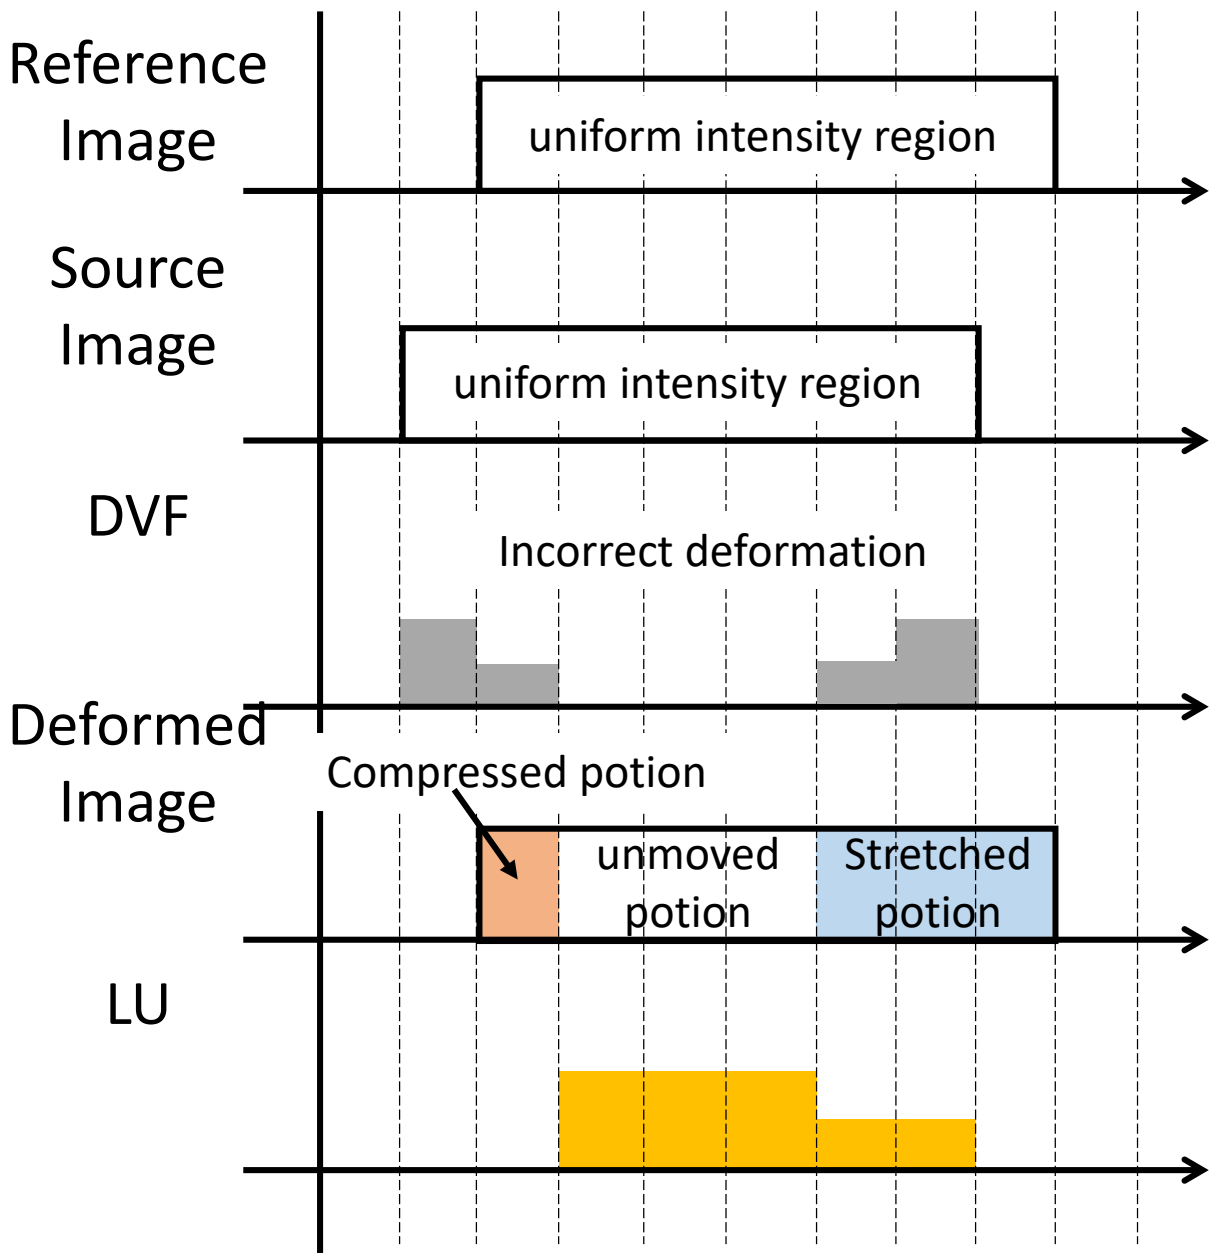 Reference
Image
uniform intensity region
Source
Image
uniform intensity region
DVF
Incorrect deformation
Deformed
Image
Compressed potion
unmoved
potion
Stretched
potion
LU